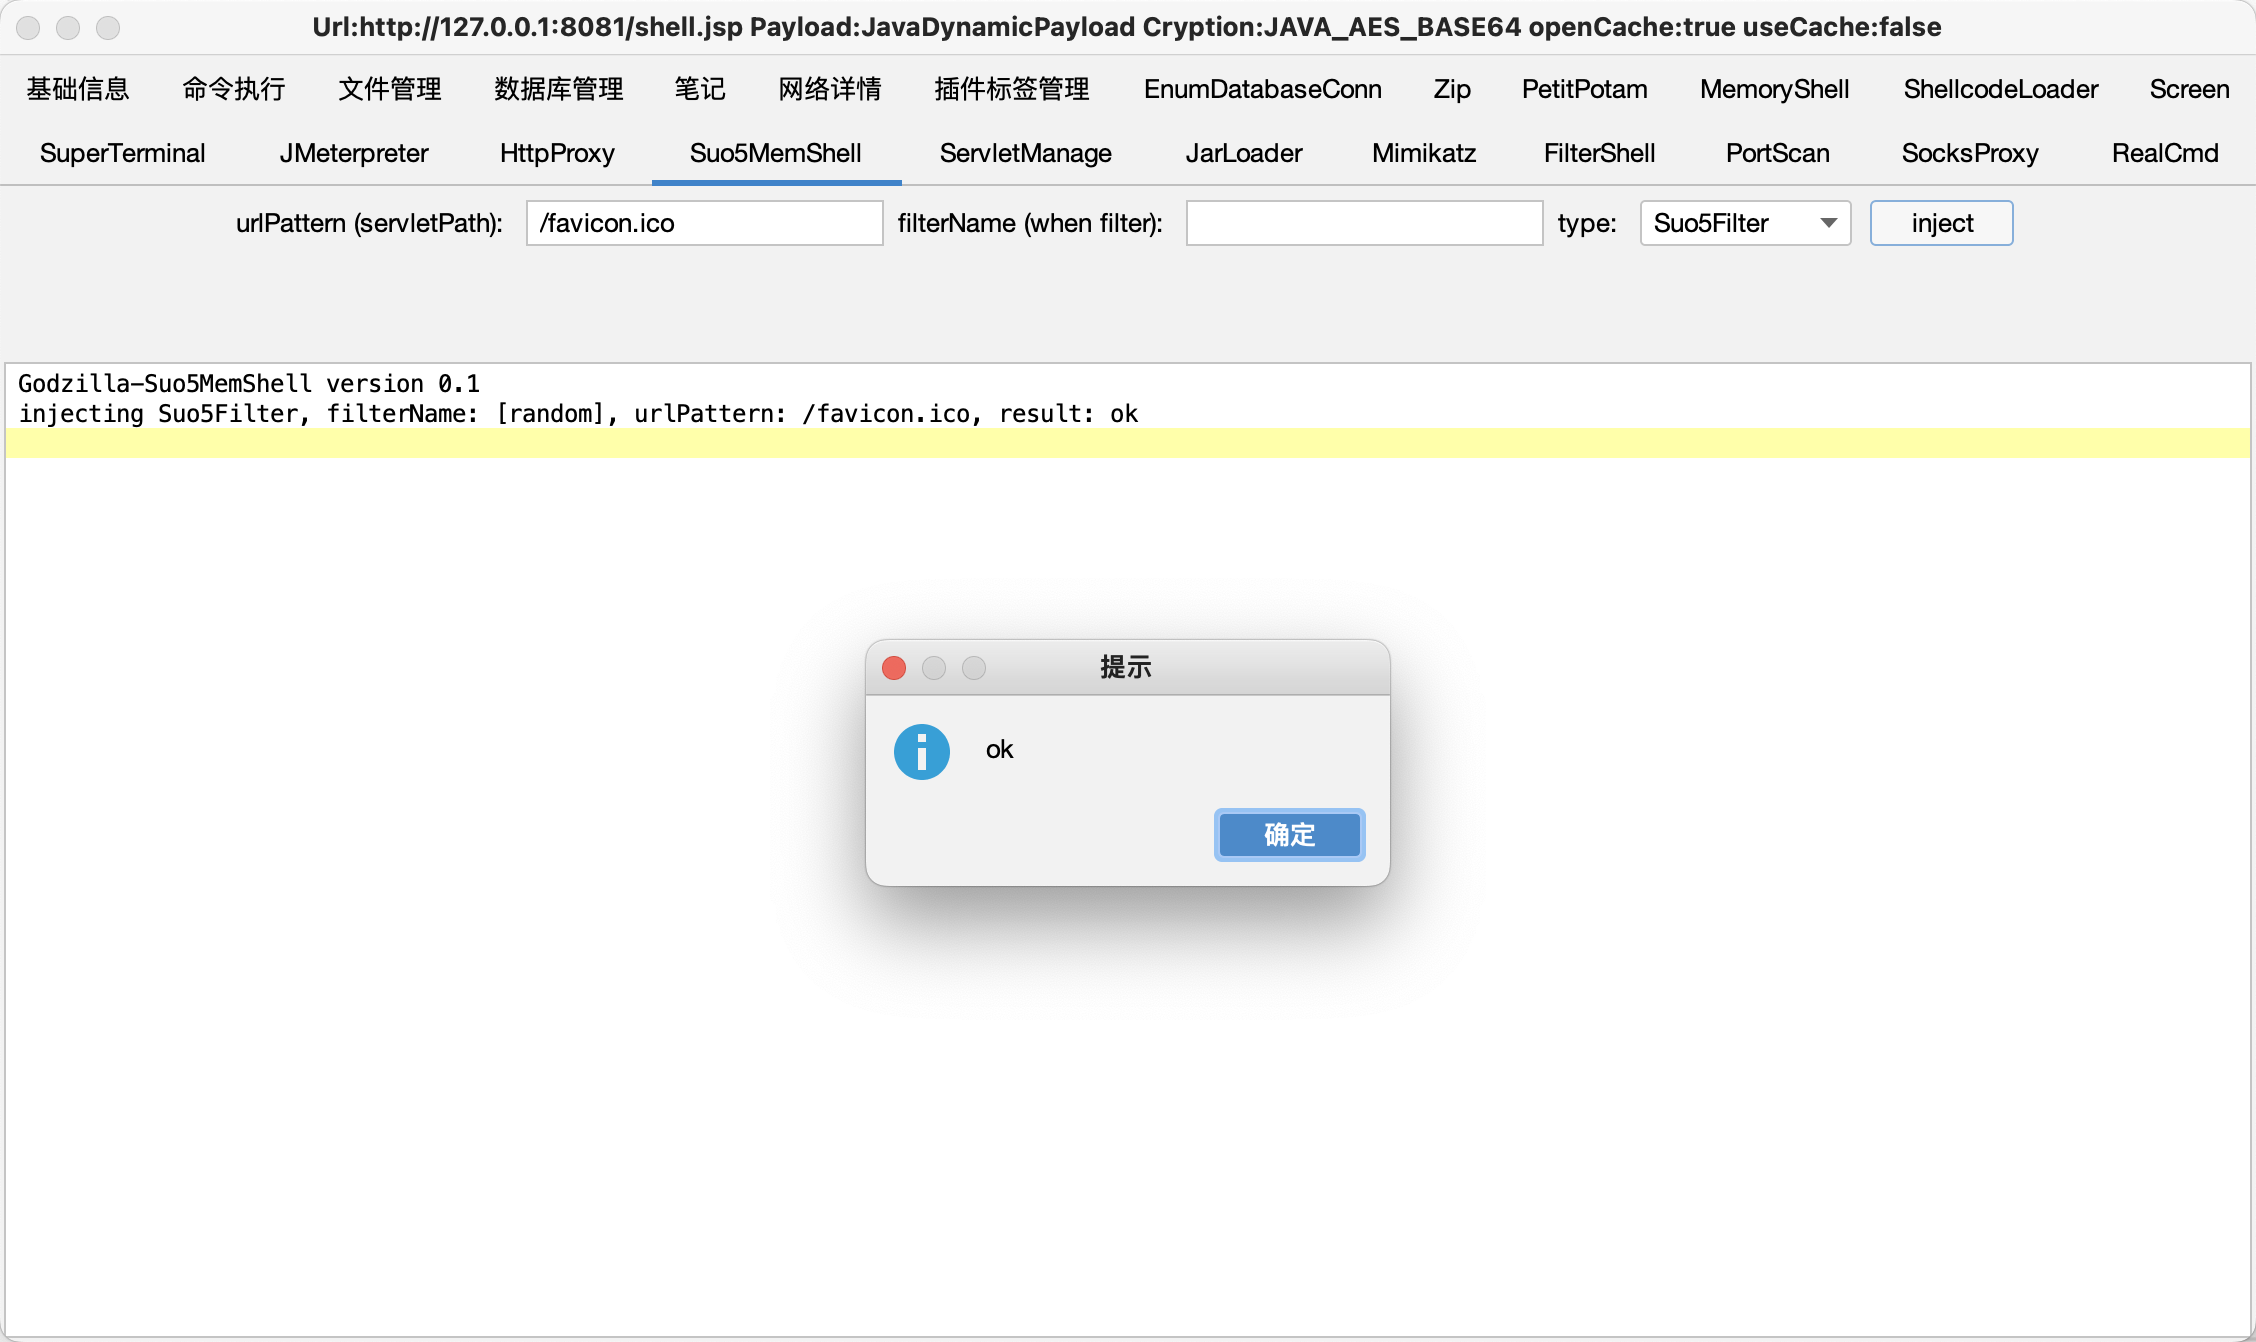 Url:http://127.0.0.1:8081/shell.jsp Payload:JavaDynamicPayload Cryption:JAVA_AES_BASE64 openCache:true useCache:false
基础信息 命令执行 文件管理 数据库管理 笔记 网络详情 插件标签管理 EnumDatabaseConn Zip PetitPotam MemoryShell ShellcodeLoader Screen
SuperTerminal JMeterpreter HttpProxy Suo5MemShell ServletManage JarLoader Mimikatz FilterShell PortScan SocksProxy RealCmd
urlPattern (servletPath): /favicon.ico filterName (when filter): type: Suo5Filter inject
Godzilla-Suo5MemShell version 0.1
injecting Suo5Filter, filterName: [random], urlPattern: /favicon.ico, result: ok
提示
ok
确定